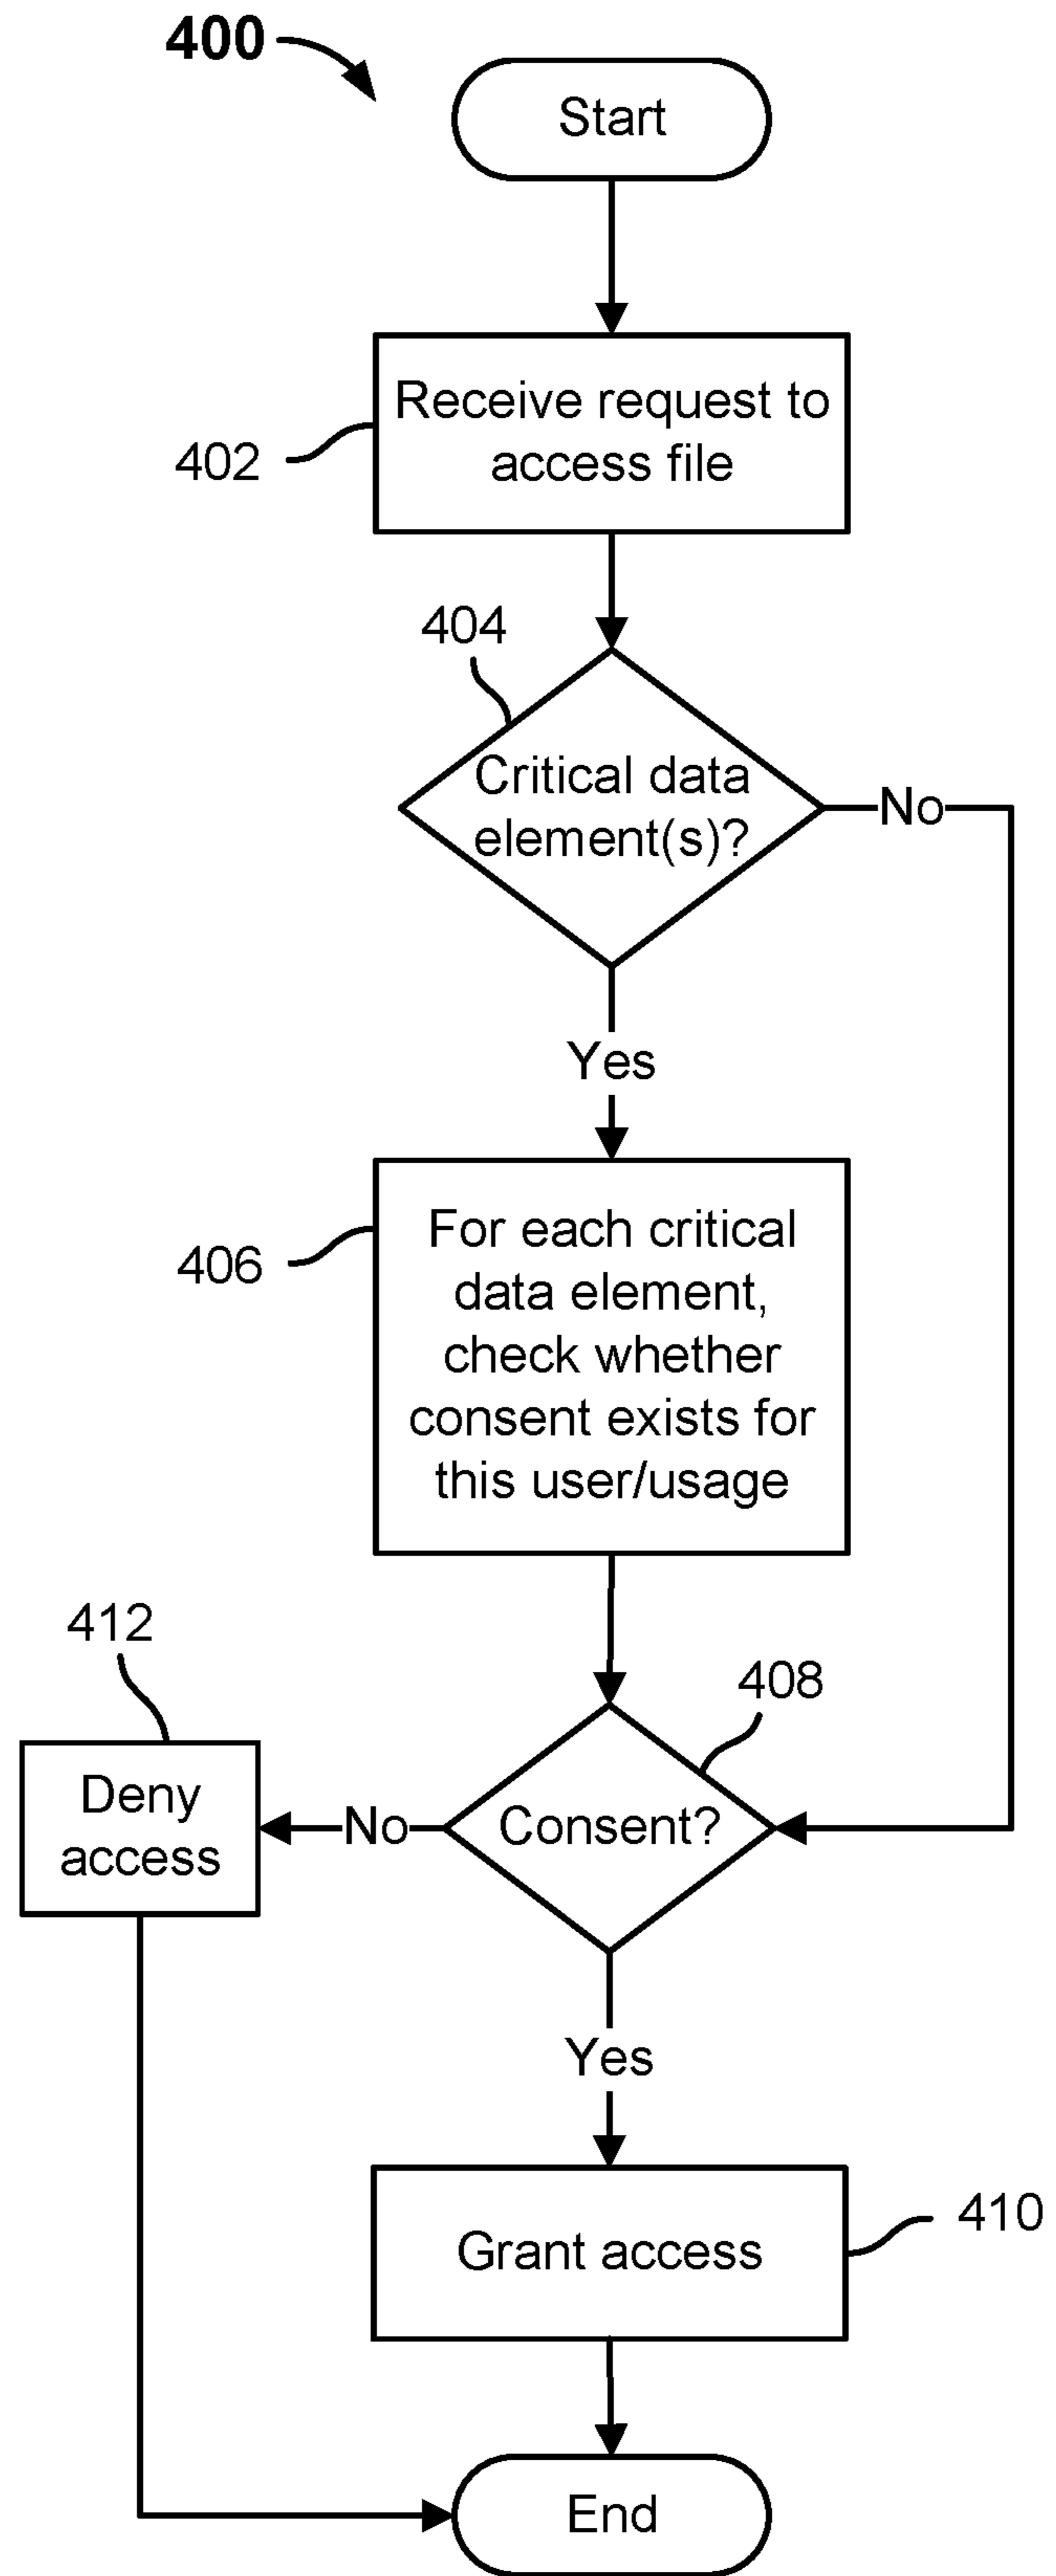 400
Start
Receive request to
access file
402
404
Critical data
element(s)?
No
Yes
For each critical
data element,
check whether
consent exists for
this user/usage
406
412
408
Deny
access
No
Consent?
Yes
Grant access
410
End